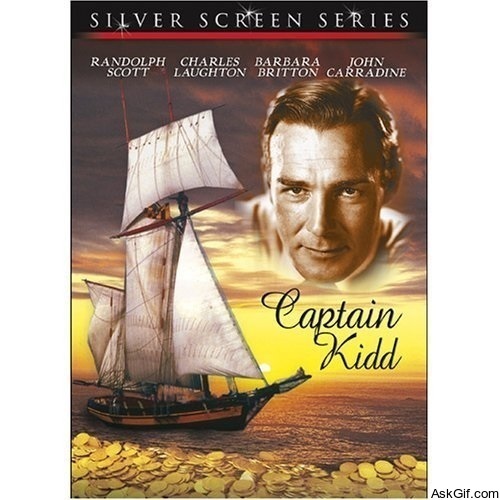 SILVER SCREEN SERIES
RANDOLPH SCOTT
CHARLES LAUGHTON
BARBARA BRITTON
JOHN CARRADINE
Captain
Kidd
AskGif.com